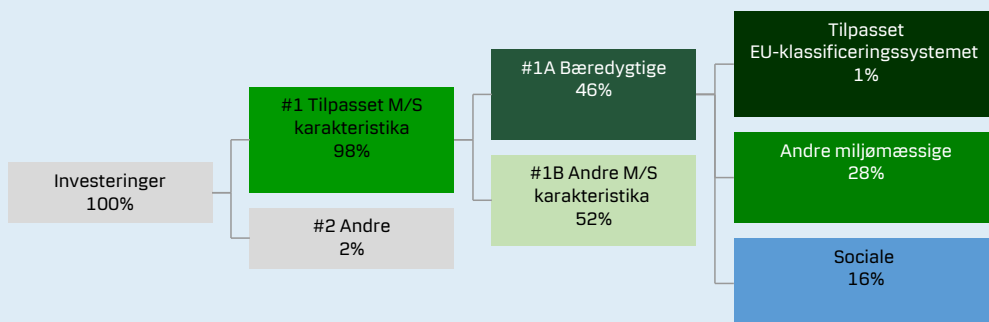 Investeringer
100%
#1 Tilpasset M/S
karakteristika
98%
#2 Andre
2%
#1A Bæredygtige
46%
#1B Andre M/S
karakteristika
52%
Tilpasset
EU-klassificeringssystemet
1%
Andre miljømæssige
28%
Sociale
16%